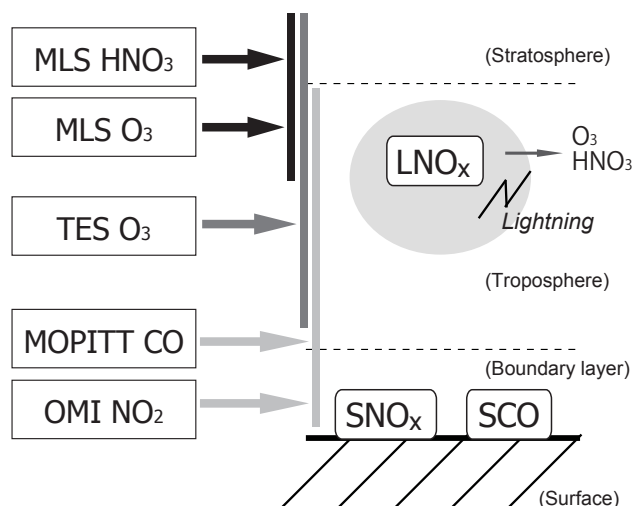 MLS HNO₃
MLS O₃
TES O₃
MOPITT CO
OMI NO₂
(Stratosphere)
LNOₓ
O₃
HNO₃
Lightning
(Troposphere)
(Boundary layer)
SNOₓ
SCO
(Surface)